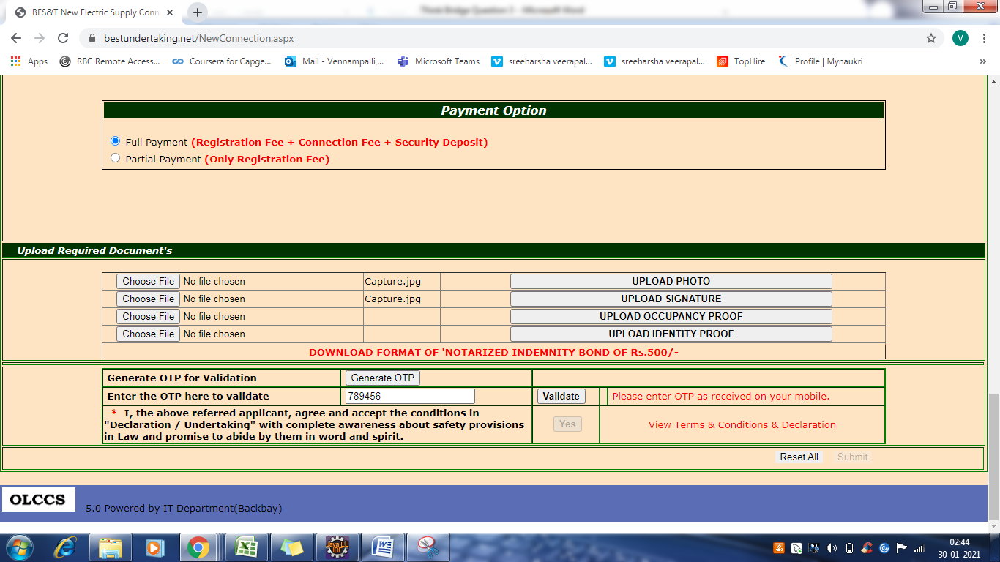 BES&T New Electric Supply Conn
Think Bridge Question 2 - Microsoft Word
bestundertaking.net/NewConnection.aspx
V
Apps
RBC Remote Access...
Coursera for Capge...
Mail - Vennampalli,...
Microsoft Teams
sreeharsha veerapal...
sreeharsha veerapal...
TopHire
Profile | Mynaukri
»
Payment Option
Full Payment (Registration Fee + Connection Fee + Security Deposit)
Partial Payment (Only Registration Fee)
Upload Required Document's
Choose File No file chosen Capture.jpg UPLOAD PHOTO
Choose File No file chosen Capture.jpg UPLOAD SIGNATURE
Choose File No file chosen UPLOAD OCCUPANCY PROOF
Choose File No file chosen UPLOAD IDENTITY PROOF
DOWNLOAD FORMAT OF 'NOTARIZED INDEMNITY BOND OF Rs.500/-
Generate OTP for Validation Generate OTP
Enter the OTP here to validate 789456 Validate Please enter OTP as received on your mobile.
* I, the above referred applicant, agree and accept the conditions in
"Declaration / Undertaking" with complete awareness about safety provisions
in Law and promise to abide by them in word and spirit.
Yes
View Terms & Conditions & Declaration
Reset All Submit
OLCCS 5.0 Powered by IT Department(Backbay)
Java EE
IDE
02:44
30-01-2021